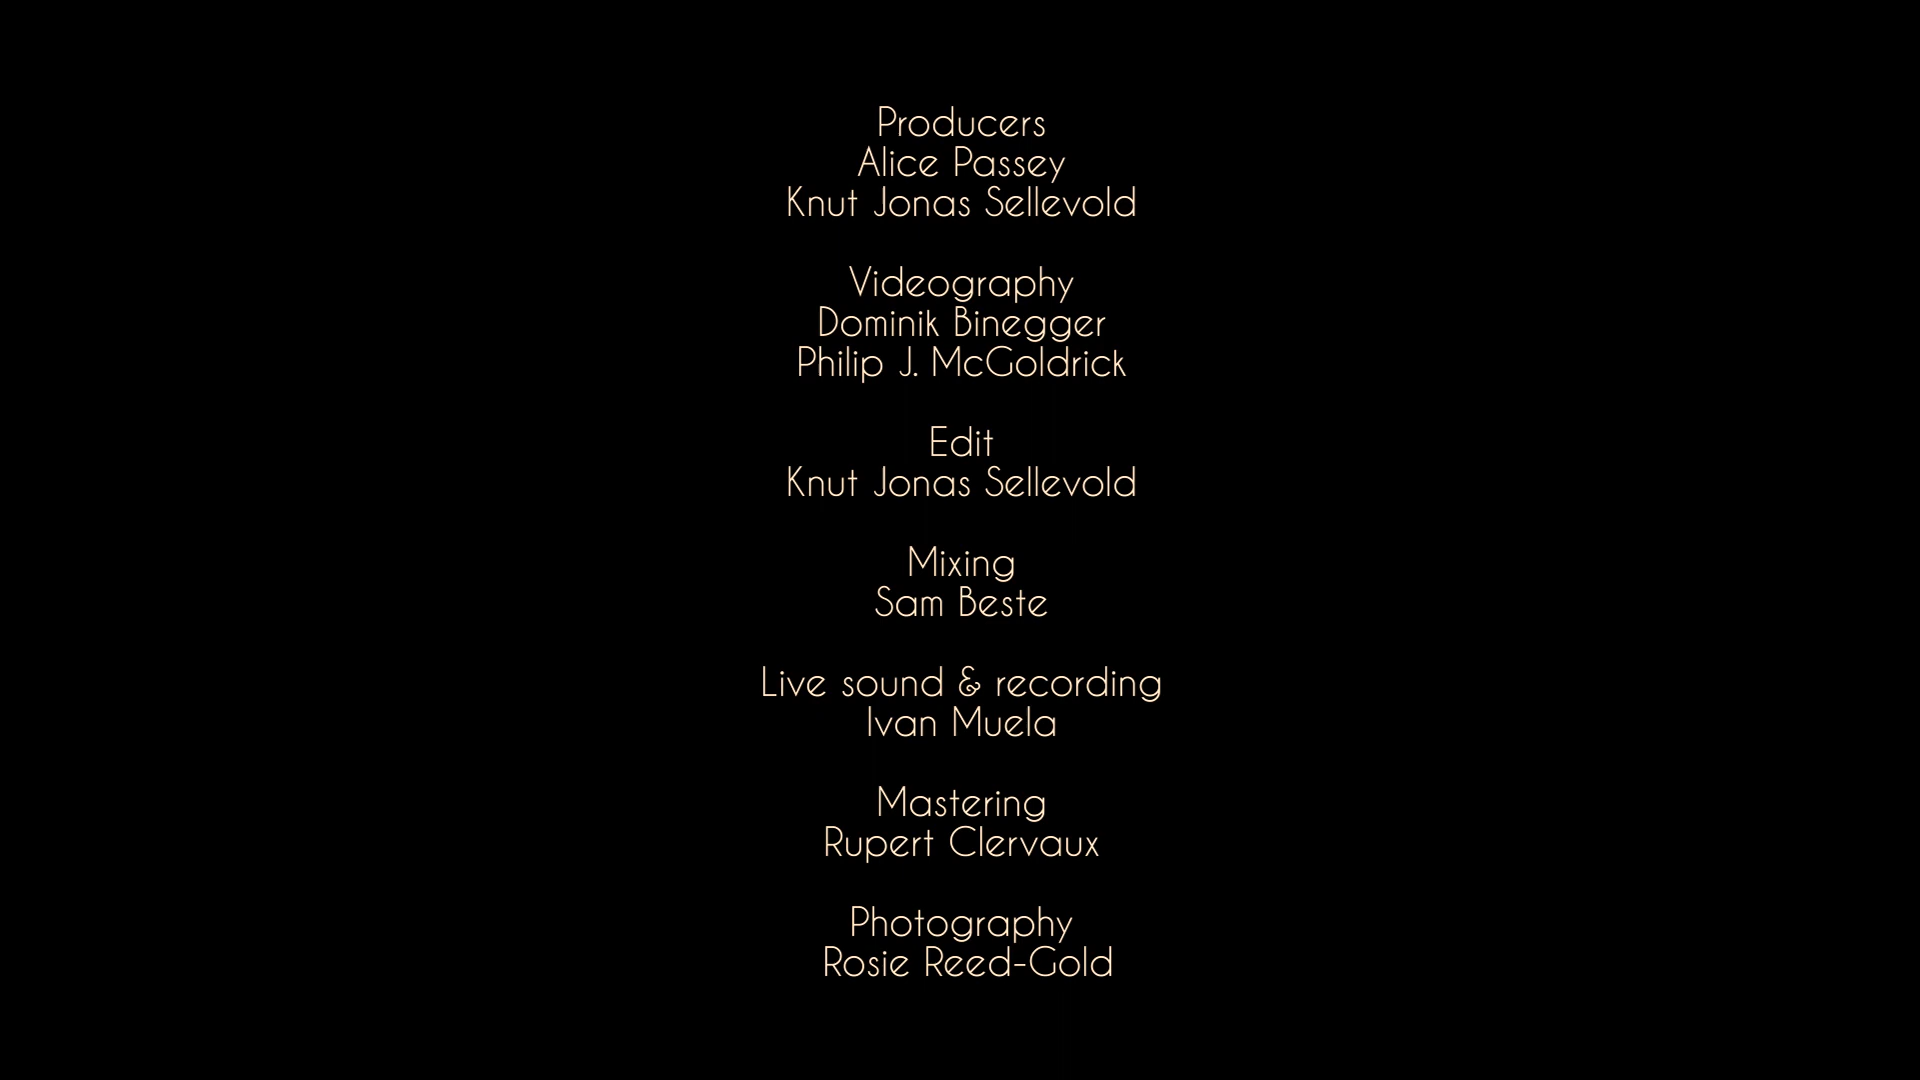 Producers
Alice Passey
Knut Jonas Sellevold
Videography
Dominik Binegger
Philip J. McGoldrick
Edit
Knut Jonas Sellevold
Mixing
Sam Beste
Live sound & recording
Ivan Muela
Mastering
Rupert Clervaux
Photography
Rosie Reed-Gold